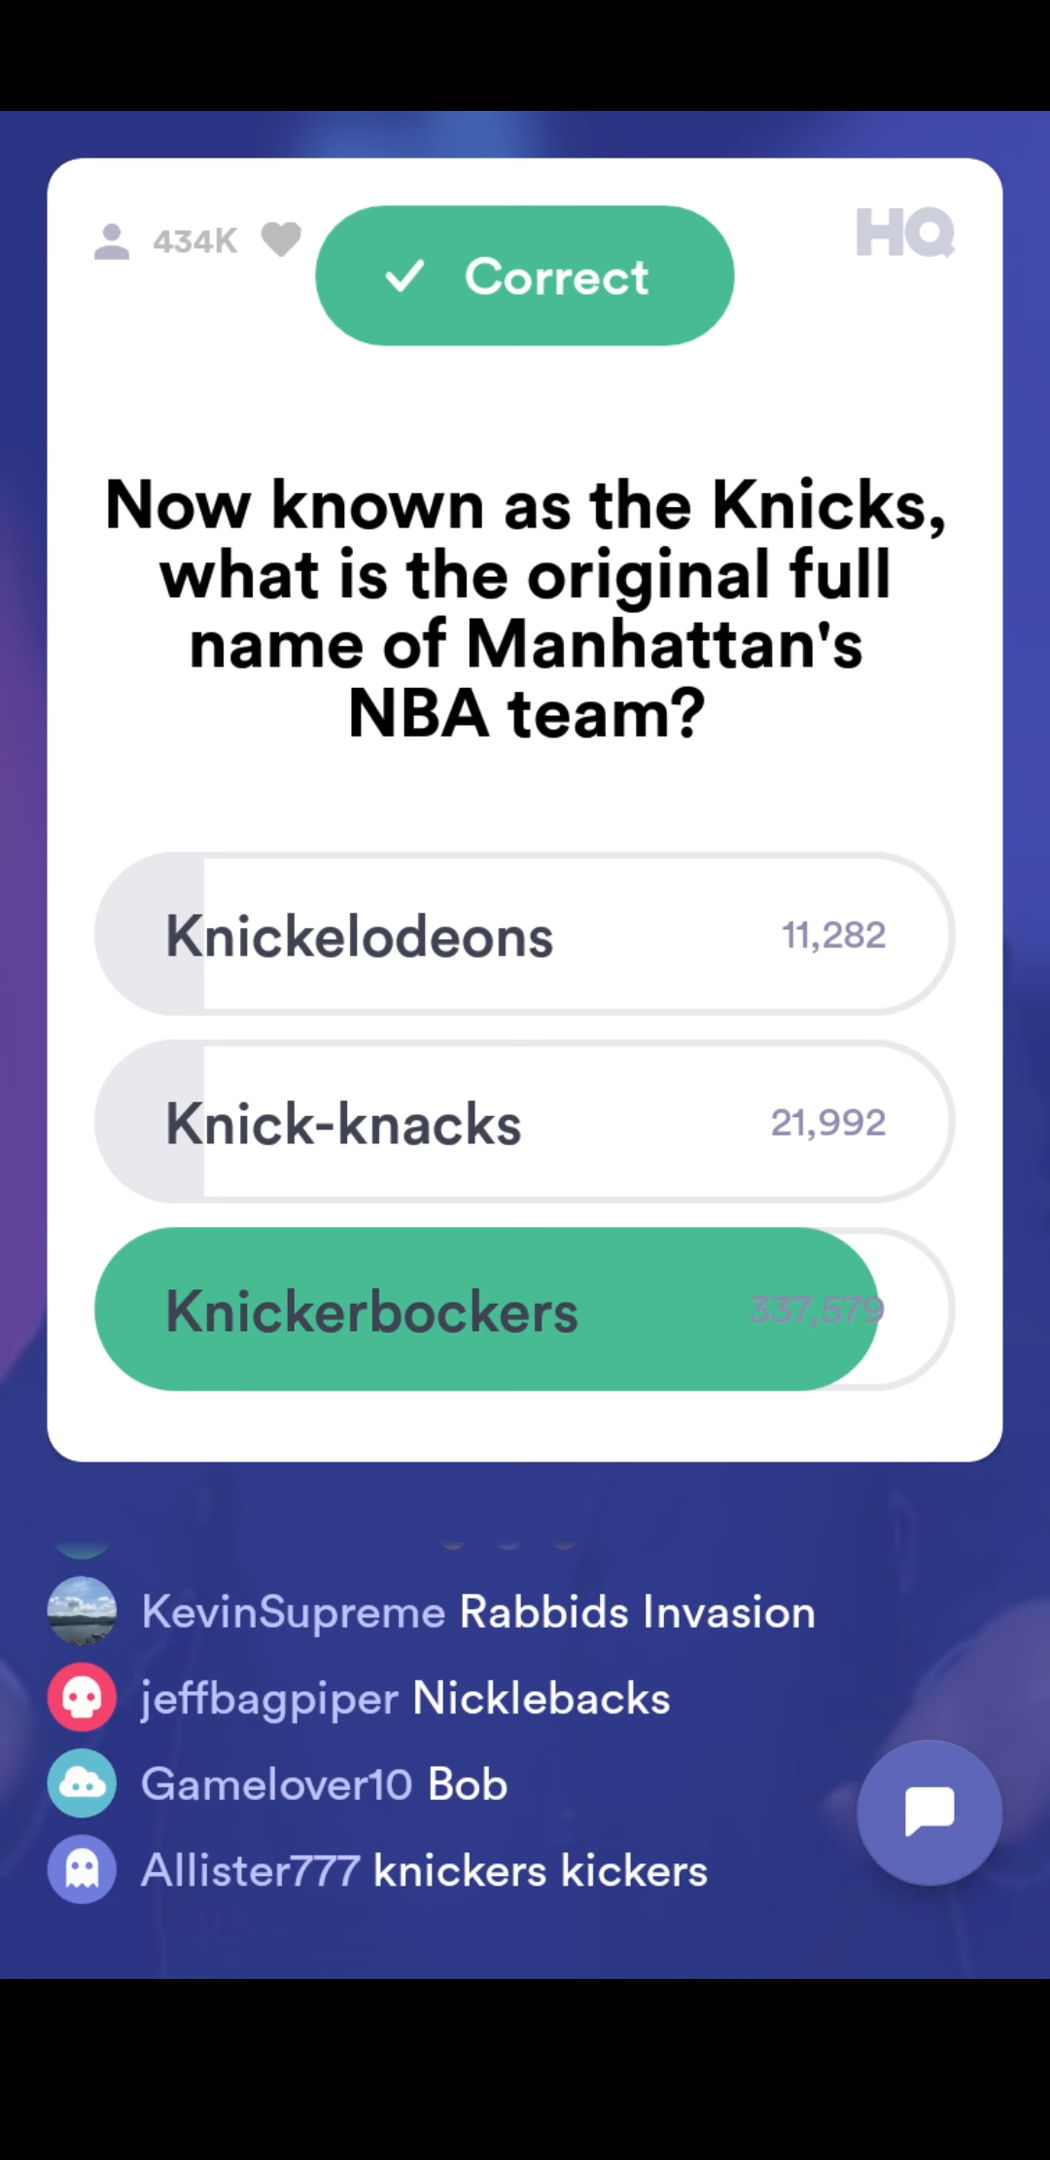 434K
Correct
HQ
Now known as the Knicks,
what is the original full
name of Manhattan's
NBA team?
Knickelodeons 11,282
Knick-knacks 21,992
Knickerbockers 337,579
KevinSupreme Rabbids Invasion
jeffbagpiper Nicklebacks
Gamelover10 Bob
Allister777 knickers kickers